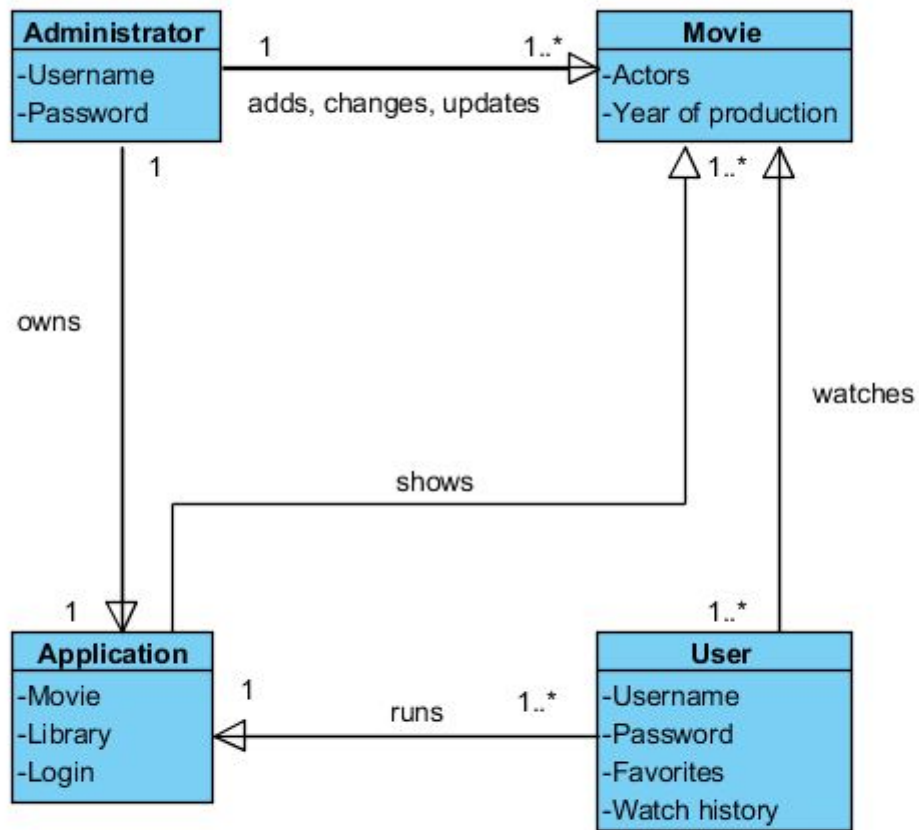 Administrator
-Username
-Password
1
1..*
adds, changes, updates
Movie
-Actors
-Year of production
1
1..*
owns
watches
shows
1
1..*
Application
-Movie
-Library
-Login
1
runs
1..*
User
-Username
-Password
-Favorites
-Watch history